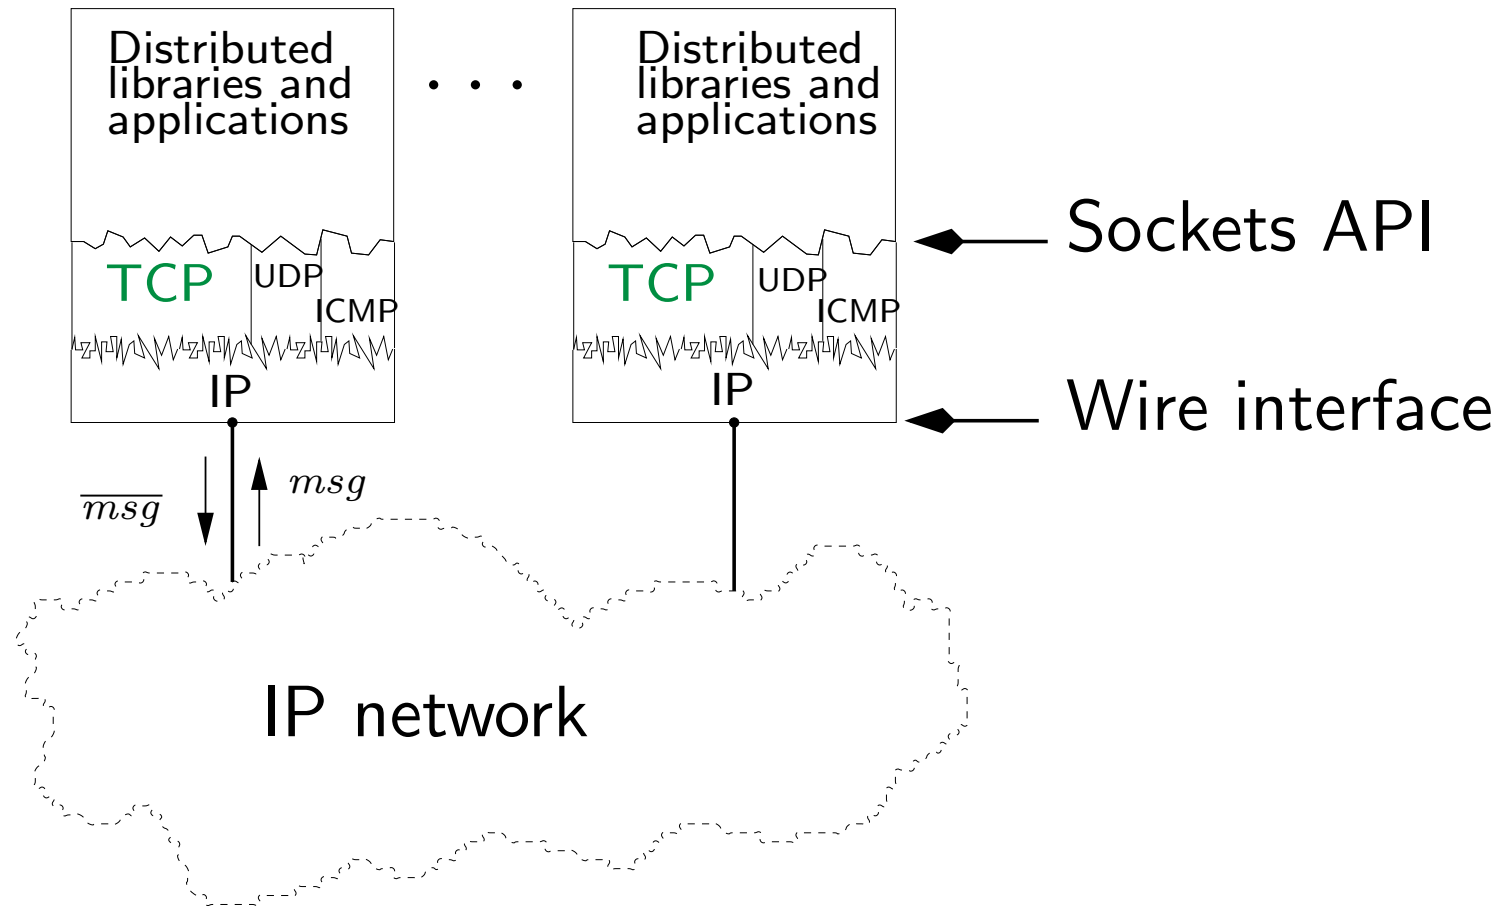 Distributed
libraries and
applications
. . .
Distributed
libraries and
applications
Sockets API
TCP
UDP
ICMP
TCP
UDP
ICMP
IP
IP
Wire interface
msg
msg
IP network